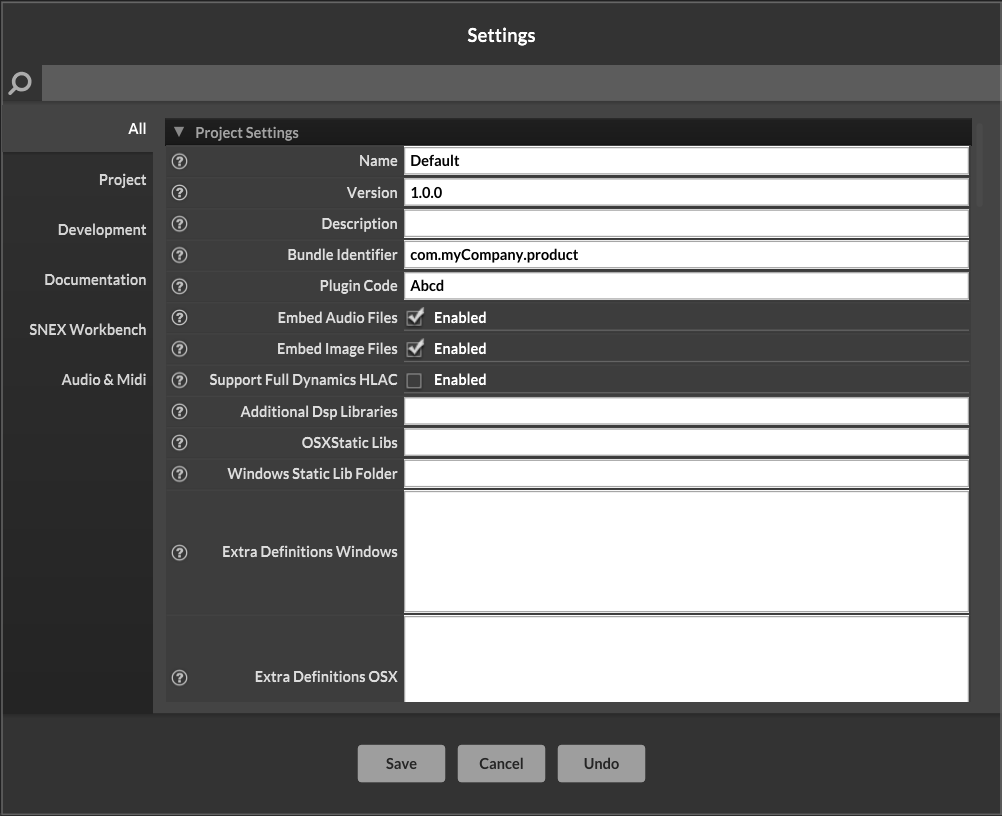 Settings
All
Project
Development
Documentation
SNEX Workbench
Audio & Midi
Project Settings
Name Default
Version 1.0.0
Description
Bundle Identifier com.myCompany.product
Plugin Code Abcd
Embed Audio Files Enabled
Embed Image Files Enabled
Support Full Dynamics HLAC Enabled
Additional Dsp Libraries
OSXStatic Libs
Windows Static Lib Folder
Extra Definitions Windows
Extra Definitions OSX
Save Cancel Undo